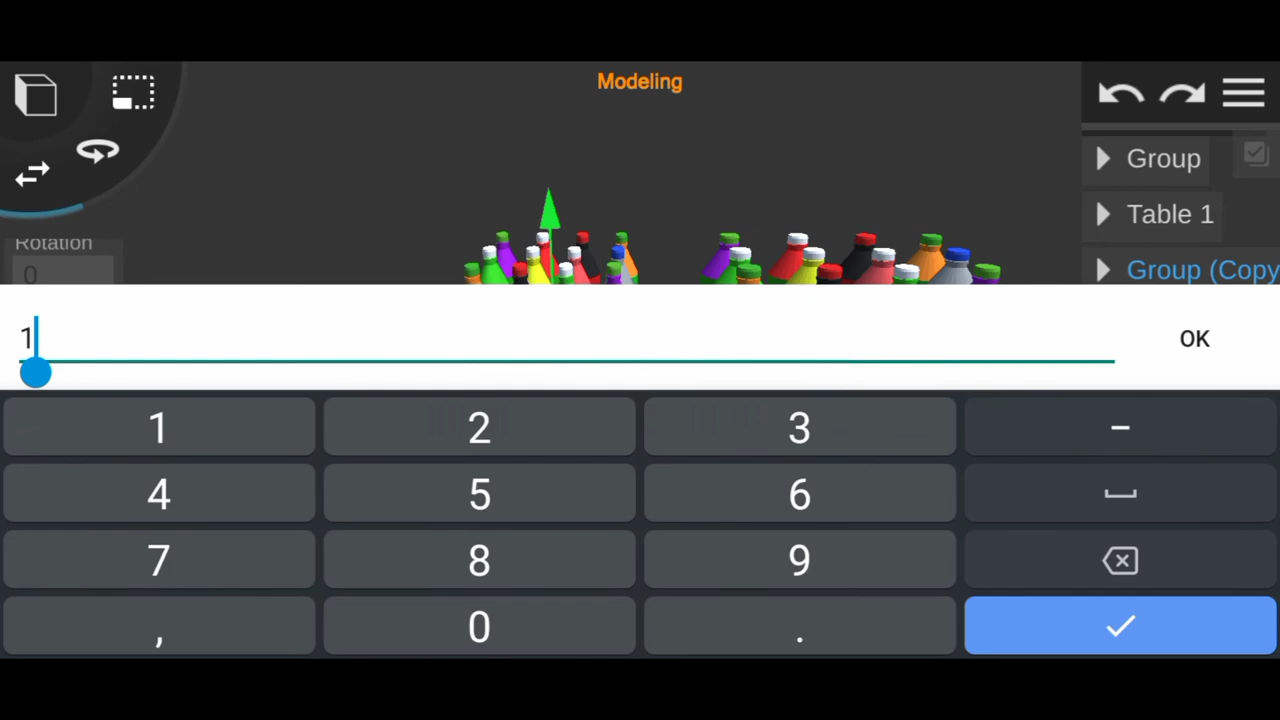 Modeling
Group
Table 1
Group (Copy
Rotation
0
1
OK
1 2 3 -
4 5 6
7 8 9
, 0 .